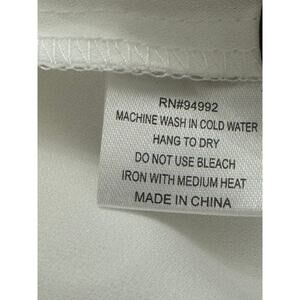 RN#94992
MACHINE WASH IN COLD WATER
HANG TO DRY
DO NOT USE BLEACH
IRON WITH MEDIUM HEAT
MADE IN CHINA